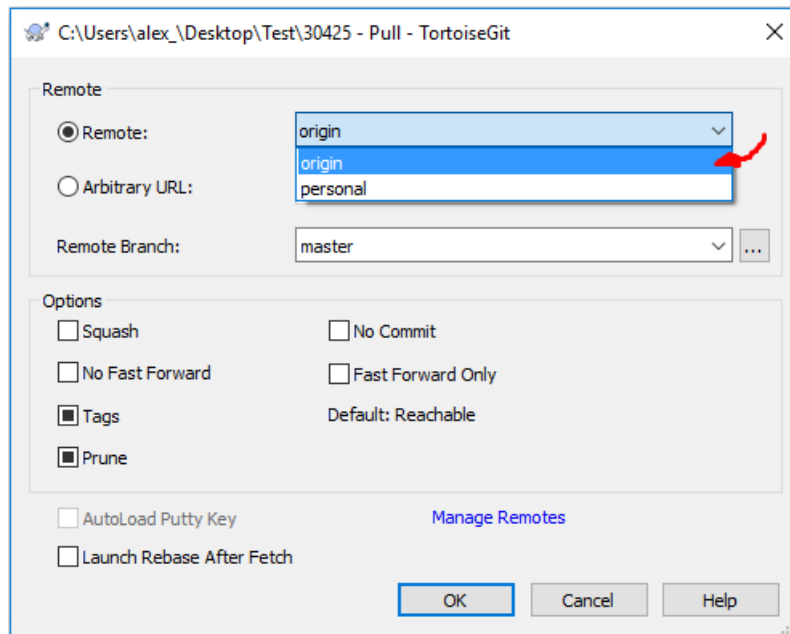 C:\Users\alex_\Desktop\Test\30425 - Pull - TortoiseGit
Remote
Remote:
origin
origin
personal
Arbitrary URL:
Remote Branch:
master
...
Options
Squash
No Commit
No Fast Forward
Fast Forward Only
Tags
Default: Reachable
Prune
AutoLoad Putty Key
Manage Remotes
Launch Rebase After Fetch
OK
Cancel
Help